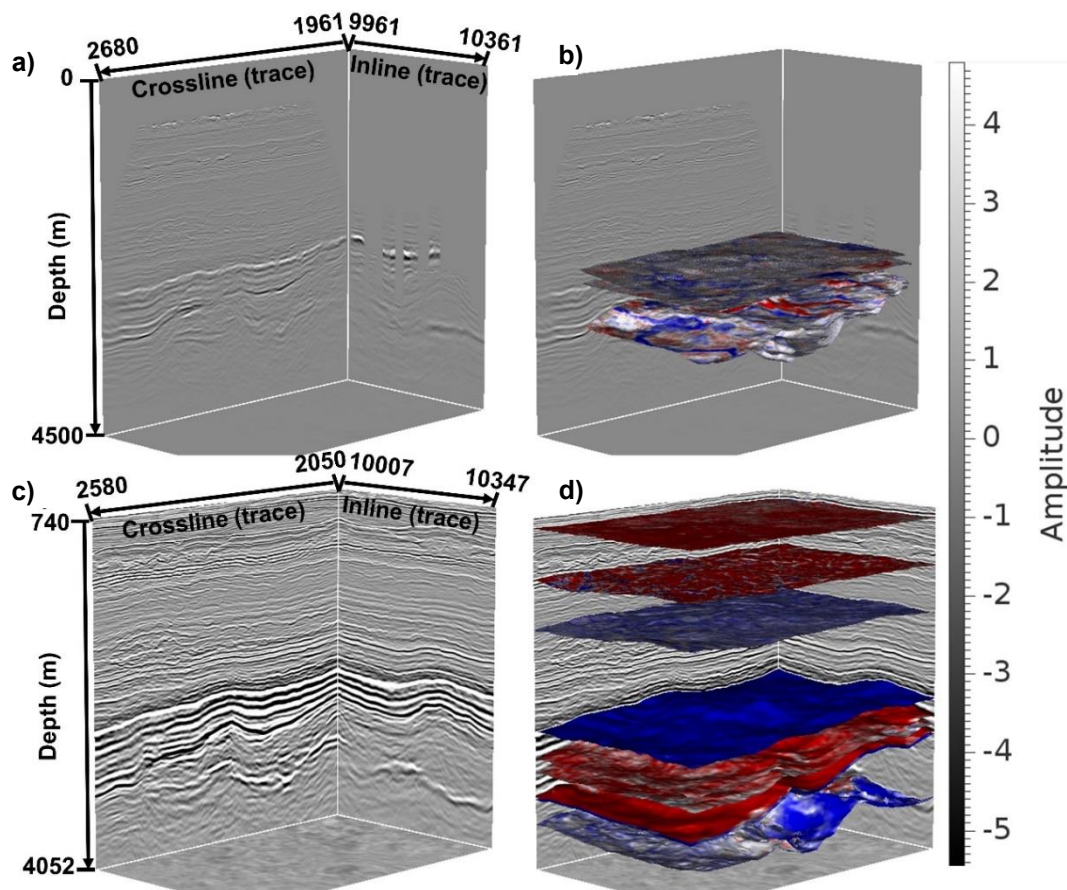 a)
2680
1961
9961
10361
b)
0
Crossline (trace)
Inline (trace)
Depth (m)
4500
c)
2580
2050
10007
10347
d)
740
Crossline (trace)
Inline (trace)
Depth (m)
4052
4
3
2
1
0
-1
-2
-3
-4
-5
Amplitude